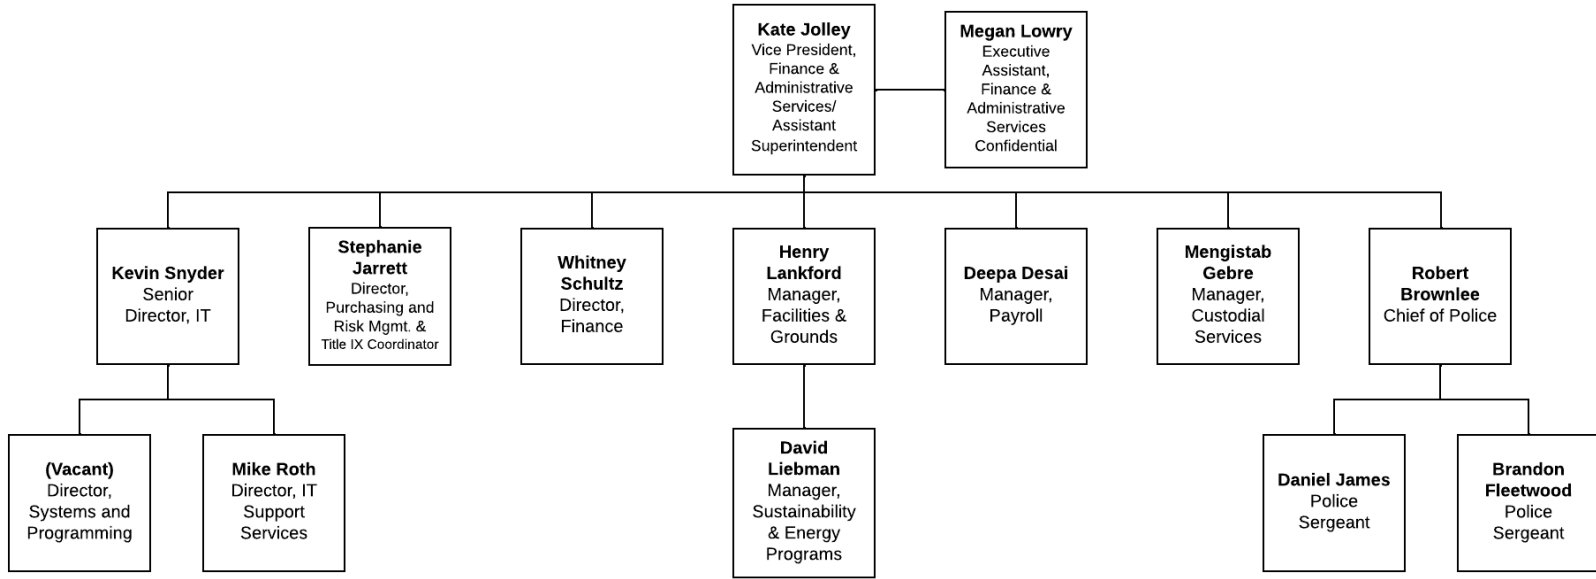 Kate Jolley
Vice President,
Finance &
Administrative
Services/
Assistant
Superintendent
Megan Lowry
Executive
Assistant,
Finance &
Administrative
Services
Confidential
Kevin Snyder
Senior
Director, IT
Stephanie
Jarrett
Director,
Purchasing and
Risk Mgmt. &
Title IX Coordinator
Whitney
Schultz
Director,
Finance
Henry
Lankford
Manager,
Facilities &
Grounds
Deepa Desai
Manager,
Payroll
Mengistab
Gebre
Manager,
Custodial
Services
Robert
Brownlee
Chief of Police
(Vacant)
Director,
Systems and
Programming
Mike Roth
Director, IT
Support
Services
David
Liebman
Manager,
Sustainability
& Energy
Programs
Daniel James
Police
Sergeant
Brandon
Fleetwood
Police
Sergeant